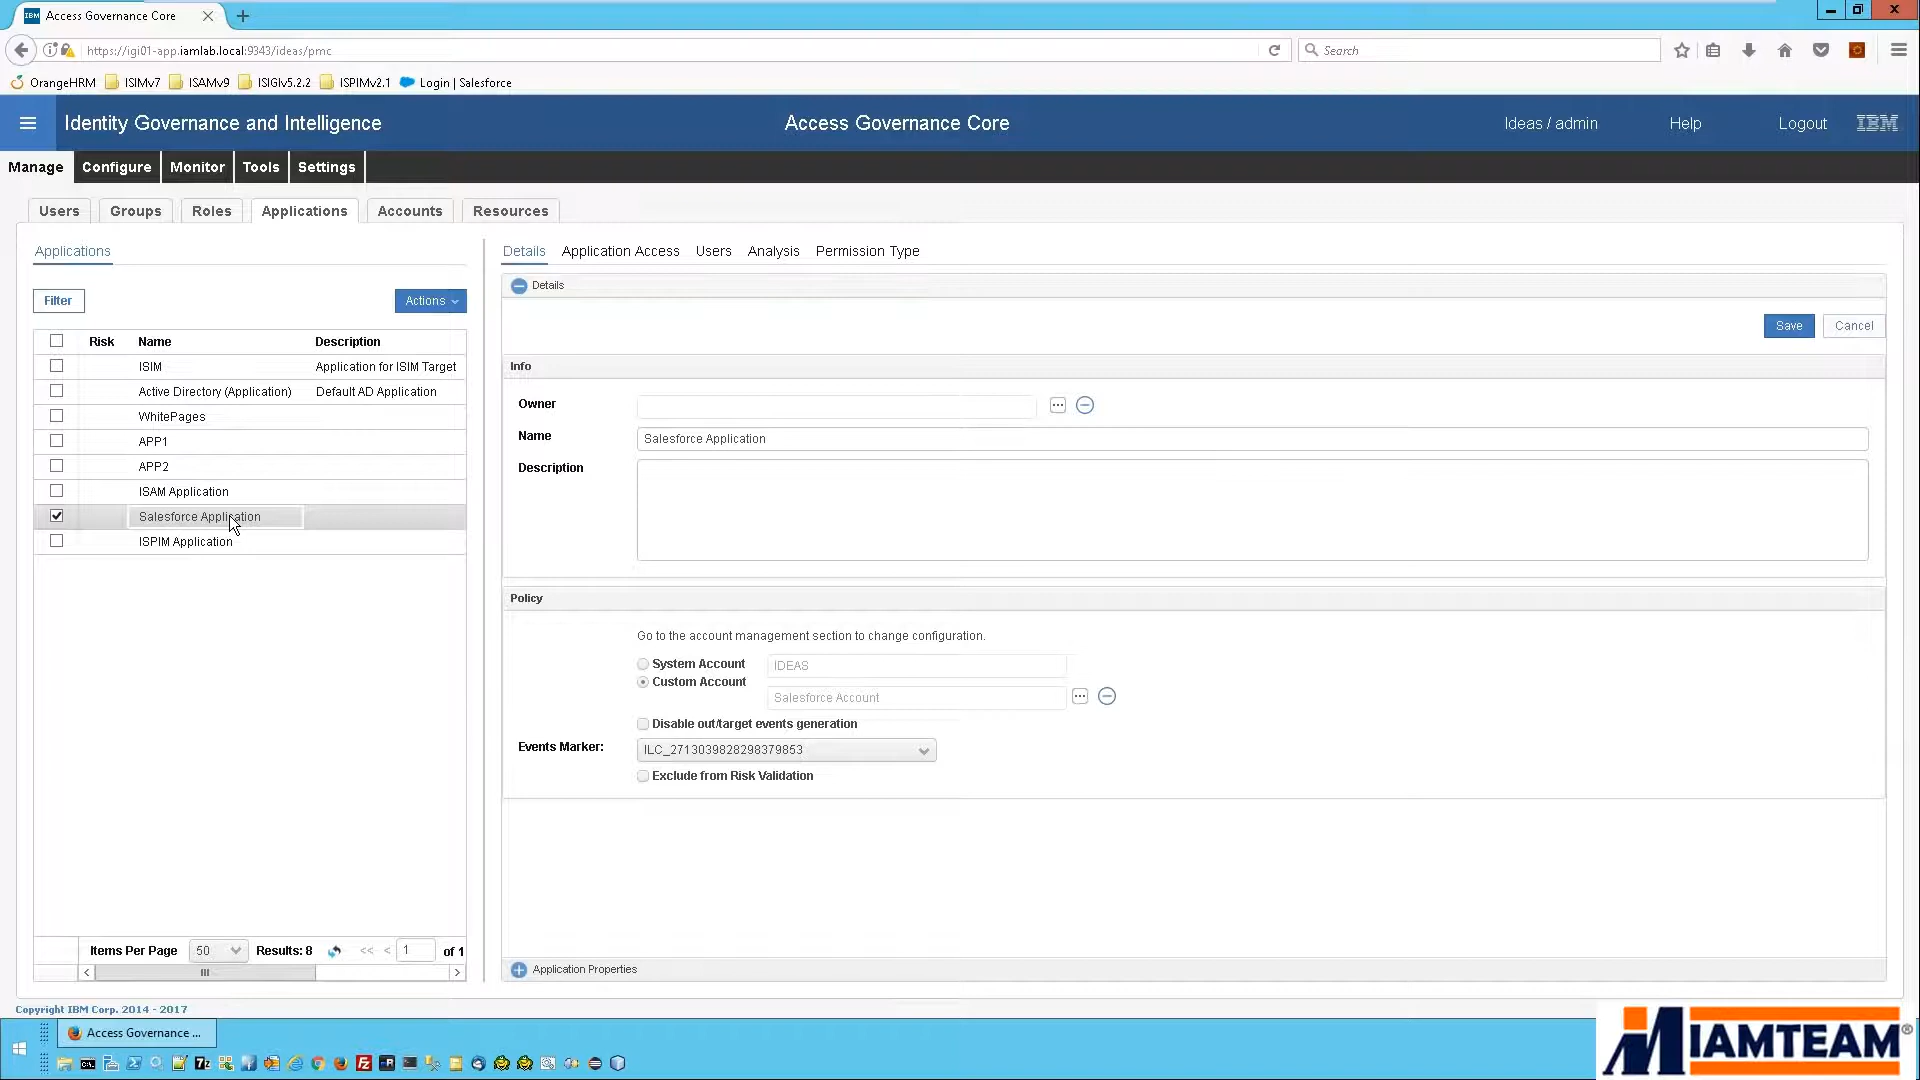 IBM Access Governance Core
https://igi01-app.iamlab.local:9343/ideas/pmc
Search
OrangeHRM ISIMv7 ISAMv9 ISIGIv5.2.2 ISPIMv2.1 Login | Salesforce
Identity Governance and Intelligence Access Governance Core Ideas / admin Help Logout IBM
Manage Configure Monitor Tools Settings
Users Groups Roles Applications Accounts Resources
Applications
Details Application Access Users Analysis Permission Type
Details
Filter Actions
Save Cancel
Risk Name Description
ISIM Application for ISIM Target
Active Directory (Application) Default AD Application
WhitePages
APP1
APP2
ISAM Application
Salesforce Application
ISPIM Application
Info
Owner
Name Salesforce Application
Description
Policy
Go to the account management section to change configuration.
System Account IDEAS
Custom Account
Salesforce Account
Disable out/target events generation
Events Marker: ILC_2713039828298379853
Exclude from Risk Validation
Items Per Page 50 Results: 8 << < 1 of 1
Application Properties
Copyright IBM Corp. 2014 - 2017
Access Governance ...
IAMTEAM®